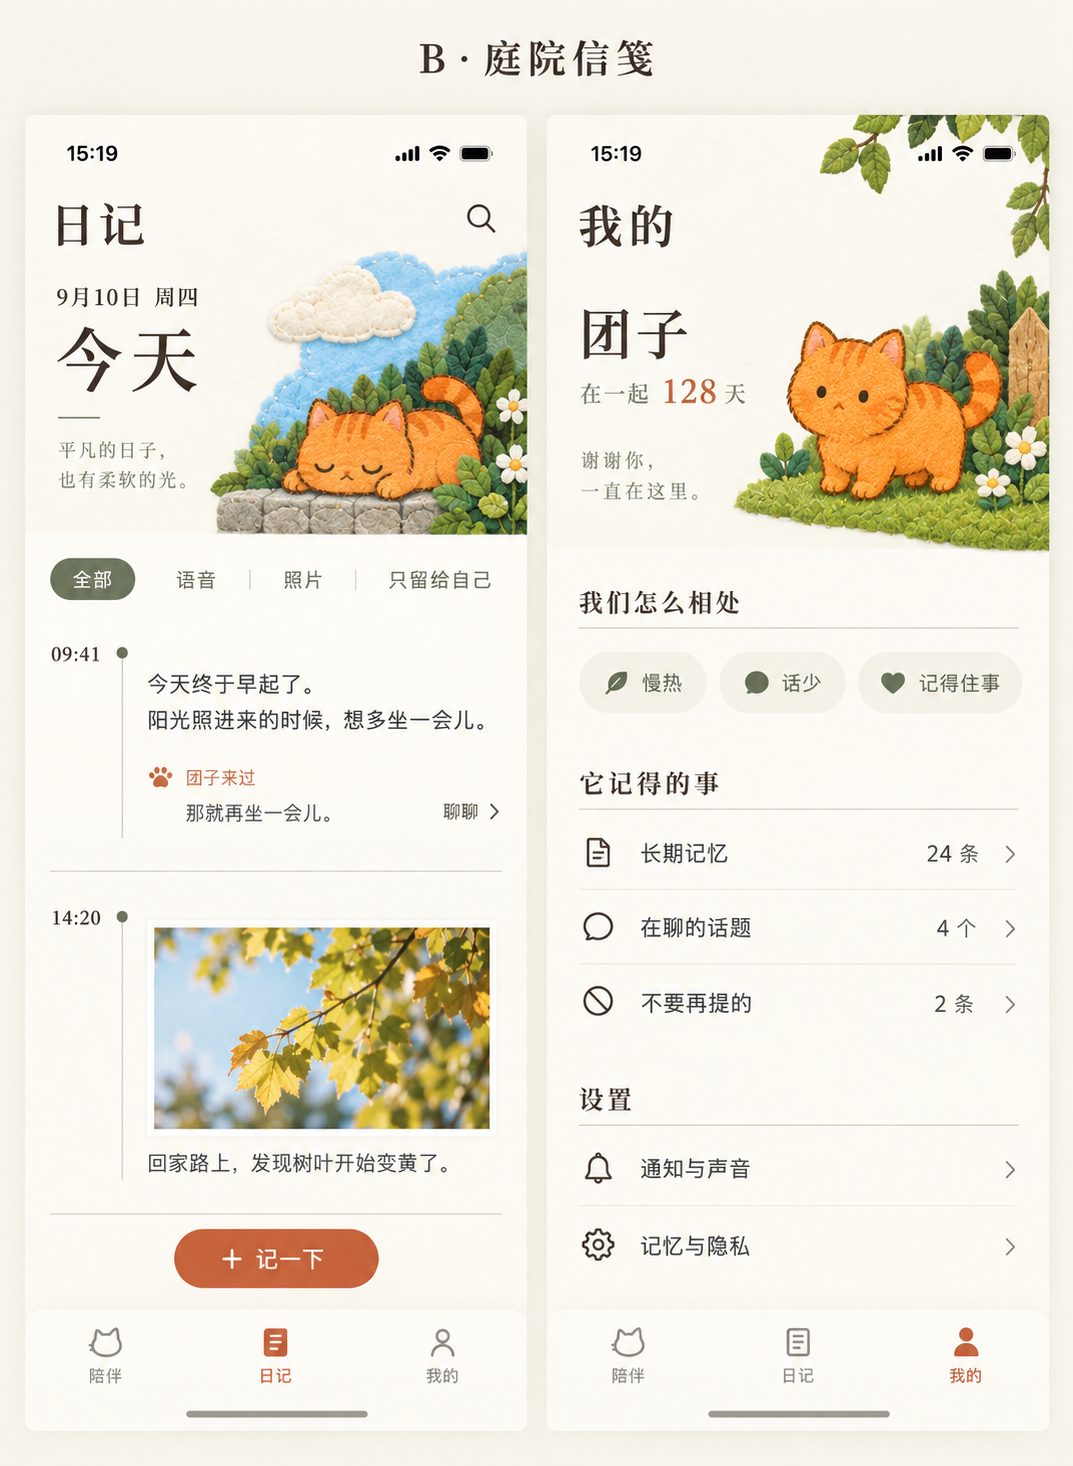 B · 庭院信笺
15:19
日记
9月10日 周四
今天
平凡的日子，
也有柔软的光。
全部
语音
照片
只留给自己
09:41
今天终于早起了。
阳光照进来的时候，想多坐一会儿。
团子来过
那就再坐一会儿。
聊聊
14:20
回家路上，发现树叶开始变黄了。
记一下
陪伴
日记
我的
15:19
我的
团子
在一起 128 天
谢谢你，
一直在这里。
我们怎么相处
慢热
话少
记得住事
它记得的事
长期记忆
24 条
在聊的话题
4 个
不要再提的
2 条
设置
通知与声音
记忆与隐私
陪伴
日记
我的